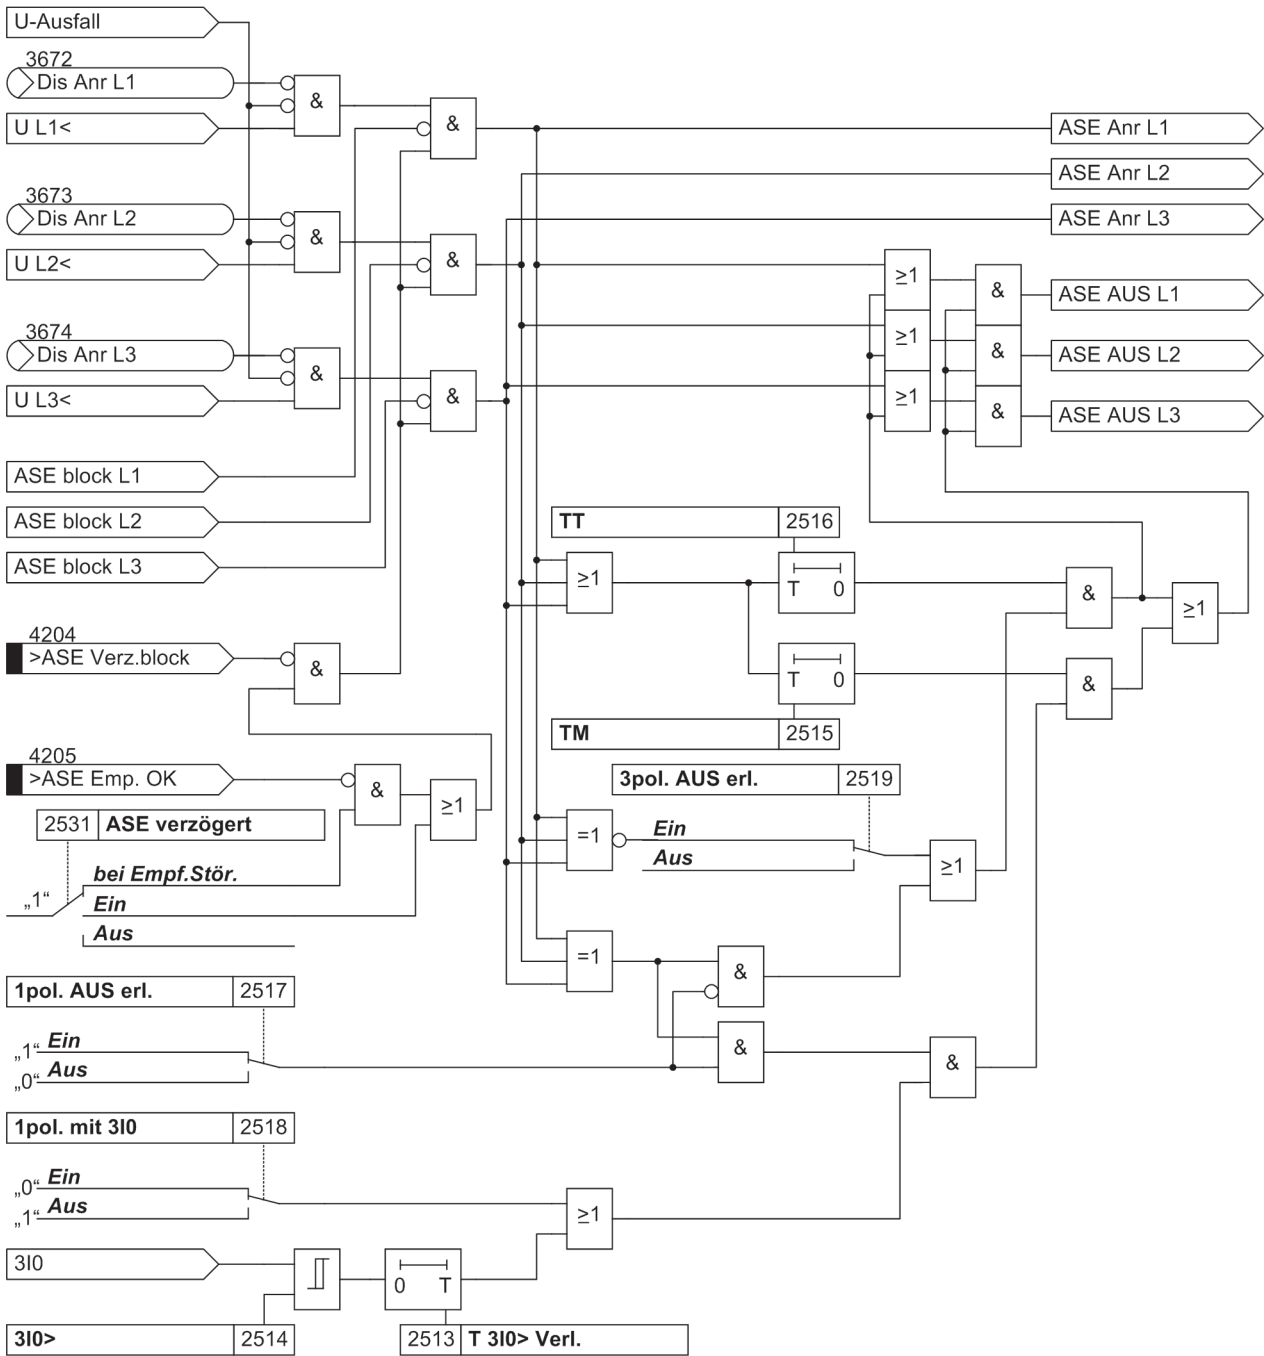 U-Ausfall
3672
Dis Anr L1
U L1<
&
&
ASE Anr L1
ASE Anr L2
3673
Dis Anr L2
U L2<
&
&
ASE Anr L3
≥1
&
ASE AUS L1
3674
Dis Anr L3
U L3<
&
&
≥1
&
ASE AUS L2
≥1
&
ASE AUS L3
ASE block L1
ASE block L2
ASE block L3
TT 2516
≥1
T 0
&
≥1
4204
>ASE Verz.block
&
T 0
&
TM 2515
4205
>ASE Emp. OK
&
≥1
3pol. AUS erl. 2519
2531 ASE verzögert
=1
Ein
Aus
≥1
„1“
bei Empf.Stör.
Ein
Aus
=1
&
1pol. AUS erl. 2517
„1“ Ein
„0“ Aus
&
&
1pol. mit 3I0 2518
„0“ Ein
„1“ Aus
≥1
3I0
0 T
3I0> 2514
2513 T 3I0> Verl.